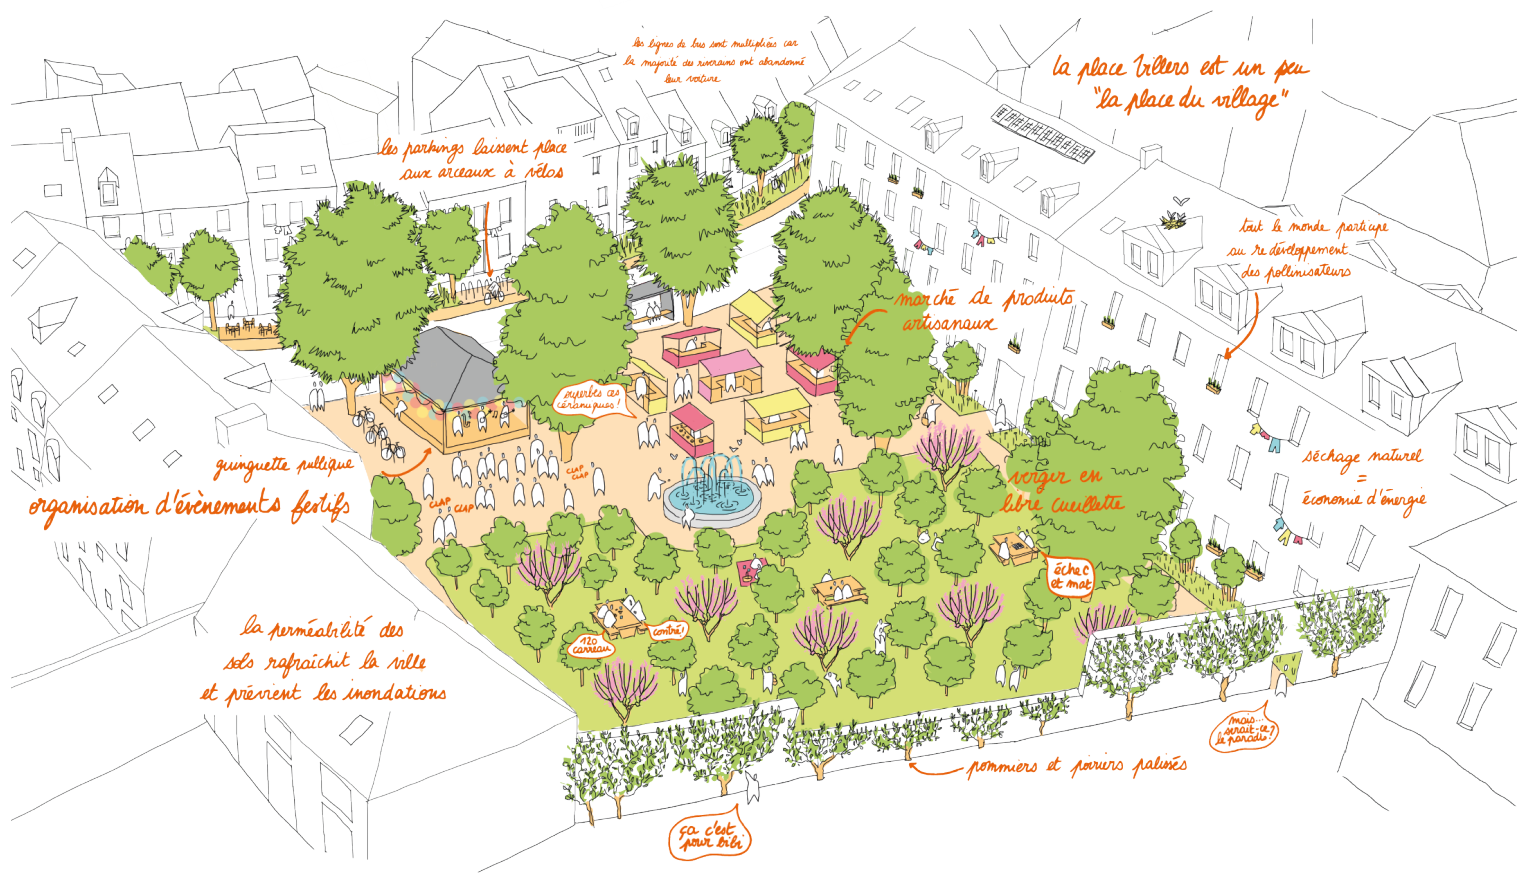 les lignes de bus sont multipliées car
la majorité des riverains ont abandonné
leur voiture
la place Villers est un peu
"la place du village"
les parkings laissent place
aux arceaux à vélos
tout le monde participe
au redéveloppement
des pollinisateurs
marché de produits
artisanaux
superbes ces
céramiques !
guinguette publique
organisation d'évènements festifs
CLAP
CLAP
CLAP
CLAP
verger en
libre cueillette
séchage naturel
=
économie d'énergie
échec
et mat
120
carreau
contré !
la perméabilité des
sols rafraîchit la ville
et prévient les inondations
mais...
serait-ce
le paradis ?
pommiers et poiriers palissés
ça c'est
pour bibi